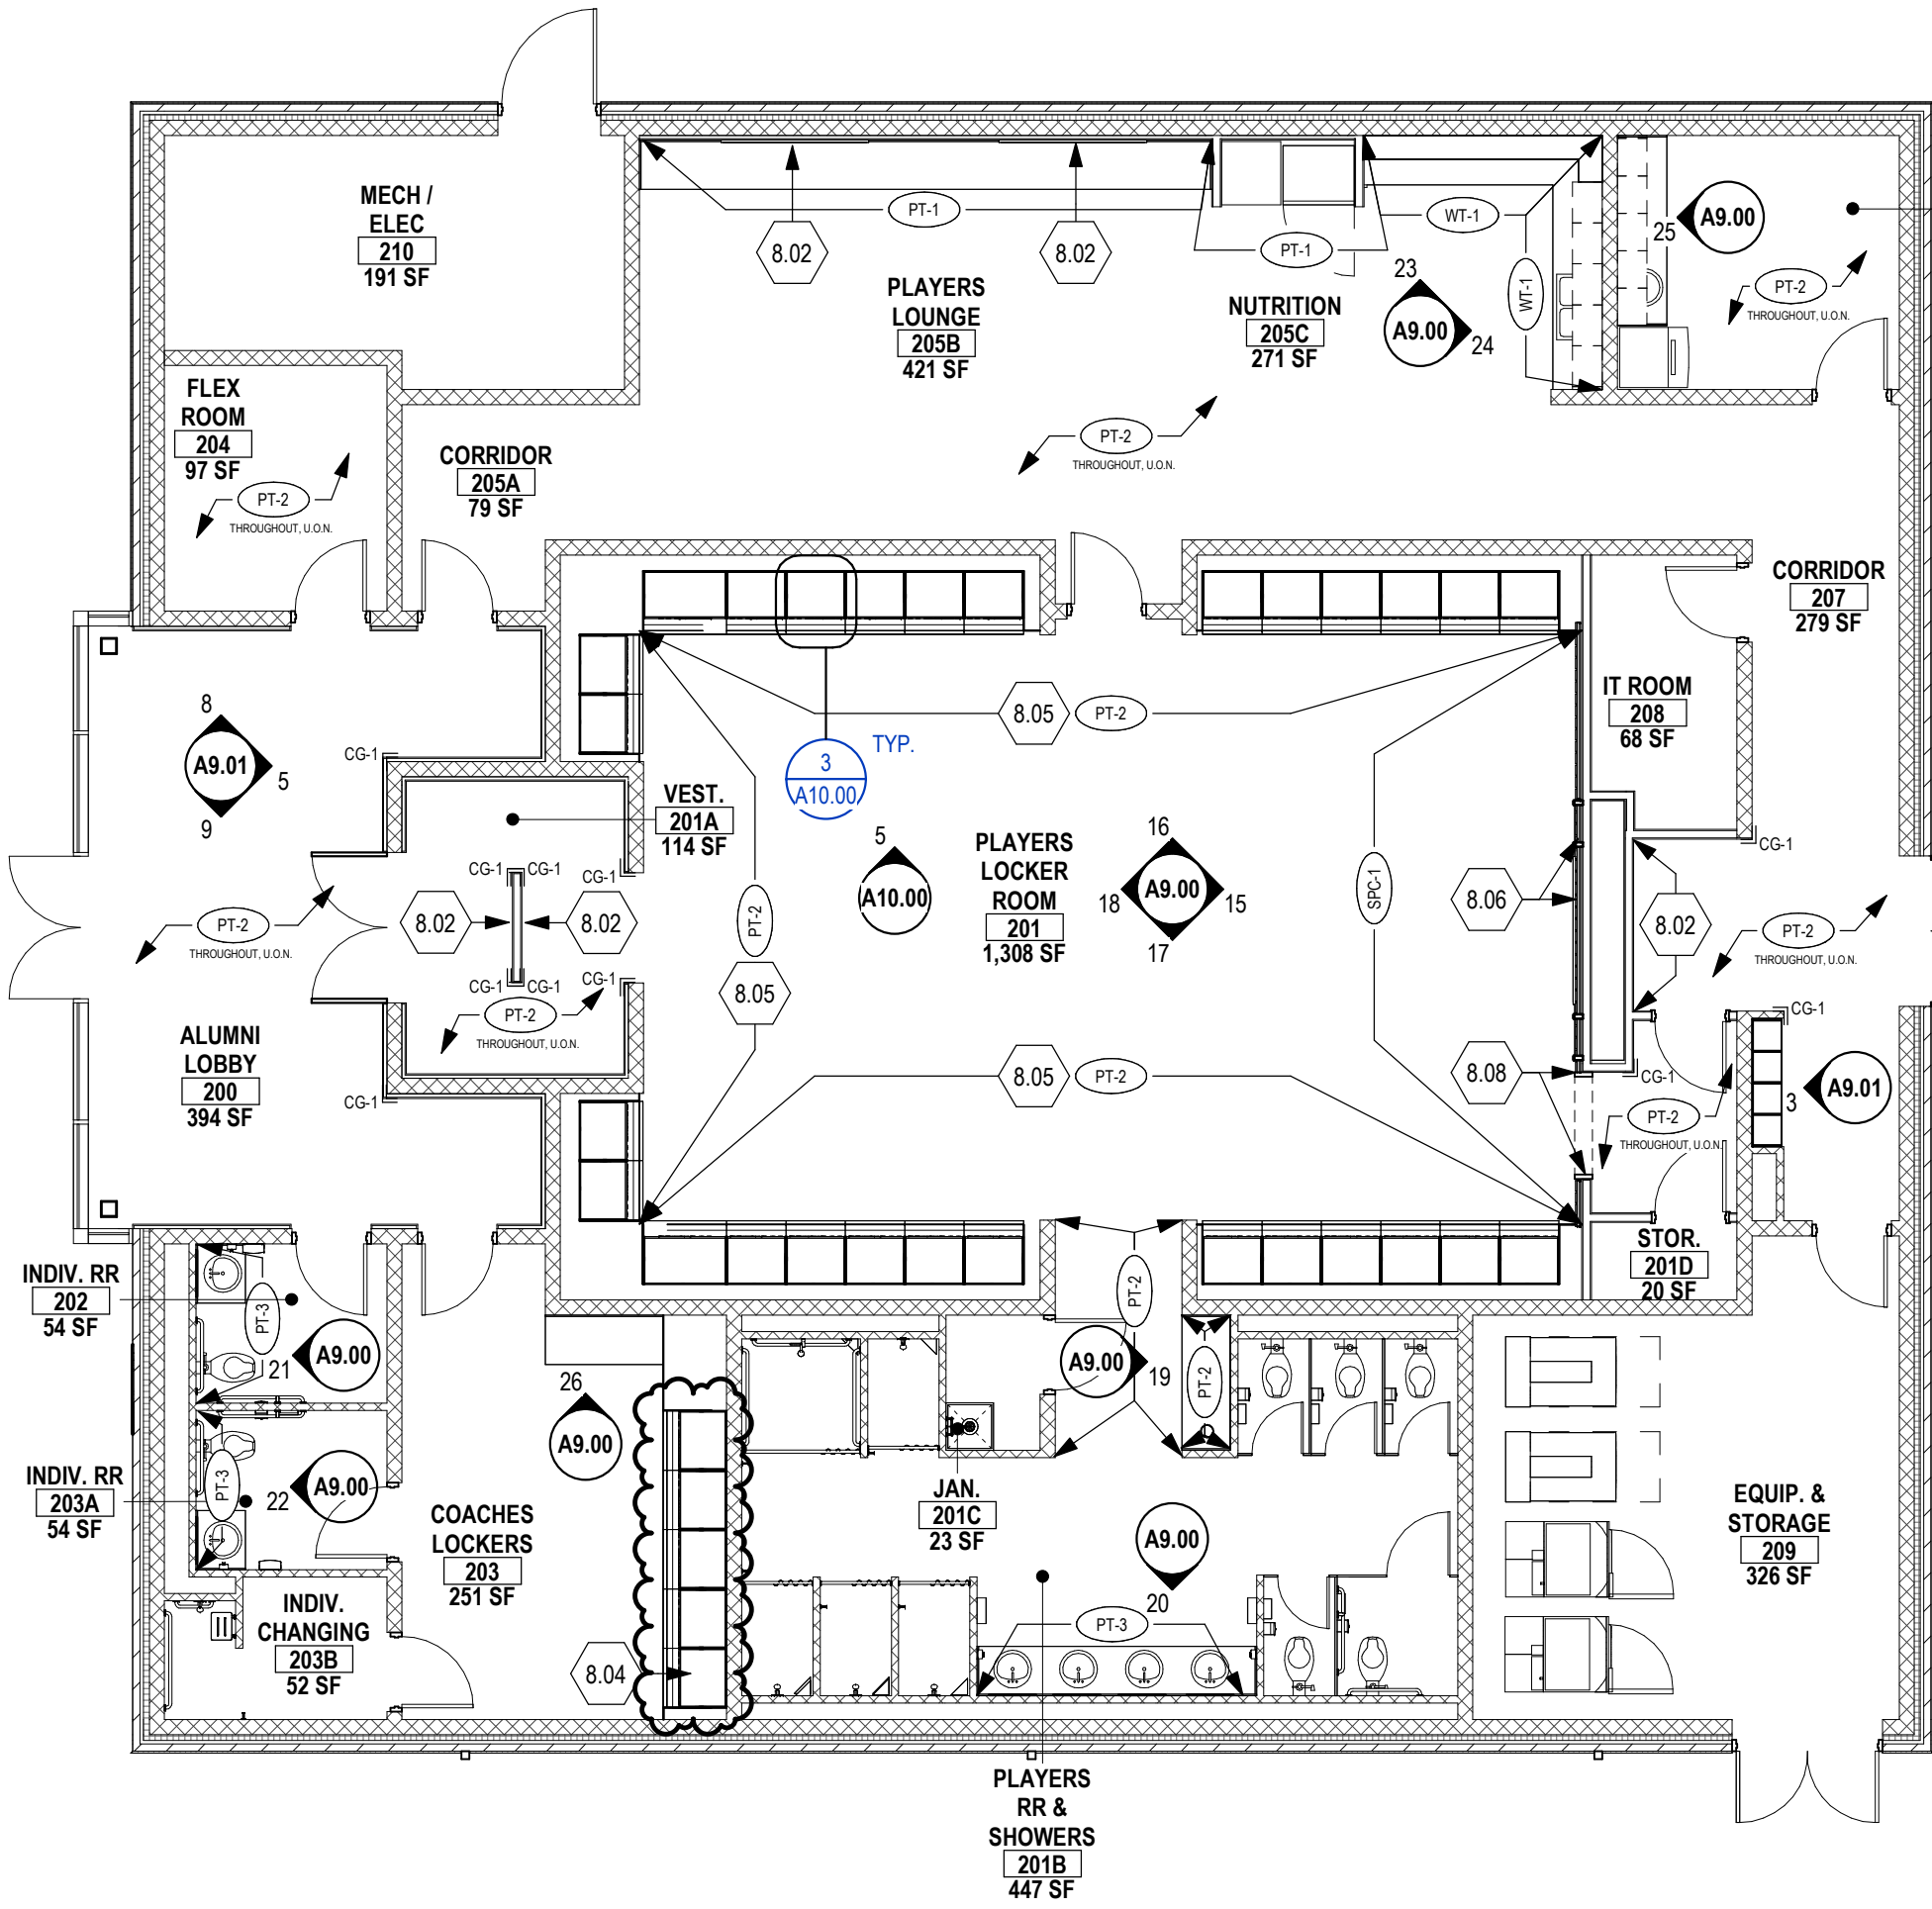 MECH /
ELEC
210
191 SF
PT-1
8.02
8.02
PLAYERS
LOUNGE
205B
421 SF
PT-1
WT-1
WT-1
NUTRITION
205C
271 SF
23
A9.00
24
25
A9.00
PT-2
THROUGHOUT, U.O.N.
FLEX
ROOM
204
97 SF
PT-2
THROUGHOUT, U.O.N.
CORRIDOR
205A
79 SF
PT-2
THROUGHOUT, U.O.N.
CORRIDOR
207
279 SF
IT ROOM
208
68 SF
8
A9.01
5
9
CG-1
VEST.
201A
114 SF
3
A10.00
TYP.
8.05
PT-2
CG-1
CG-1
CG-1
8.02
8.02
CG-1
CG-1
CG-1
PT-2
THROUGHOUT, U.O.N.
PT-2
THROUGHOUT, U.O.N.
PT-2
8.05
5
A10.00
PLAYERS
LOCKER
ROOM
201
1,308 SF
16
18
A9.00
15
17
SPC-1
8.06
8.02
CG-1
PT-2
THROUGHOUT, U.O.N.
ALUMNI
LOBBY
200
394 SF
CG-1
8.05
PT-2
8.08
CG-1
CG-1
PT-2
THROUGHOUT, U.O.N.
3
A9.01
STOR.
201D
20 SF
INDIV. RR
202
54 SF
PT-3
21
A9.00
INDIV. RR
203A
54 SF
PT-3
22
A9.00
26
A9.00
COACHES
LOCKERS
203
251 SF
INDIV.
CHANGING
203B
52 SF
8.04
PT-2
A9.00
19
PT-2
JAN.
201C
23 SF
A9.00
20
PT-3
EQUIP. &
STORAGE
209
326 SF
PLAYERS
RR &
SHOWERS
201B
447 SF